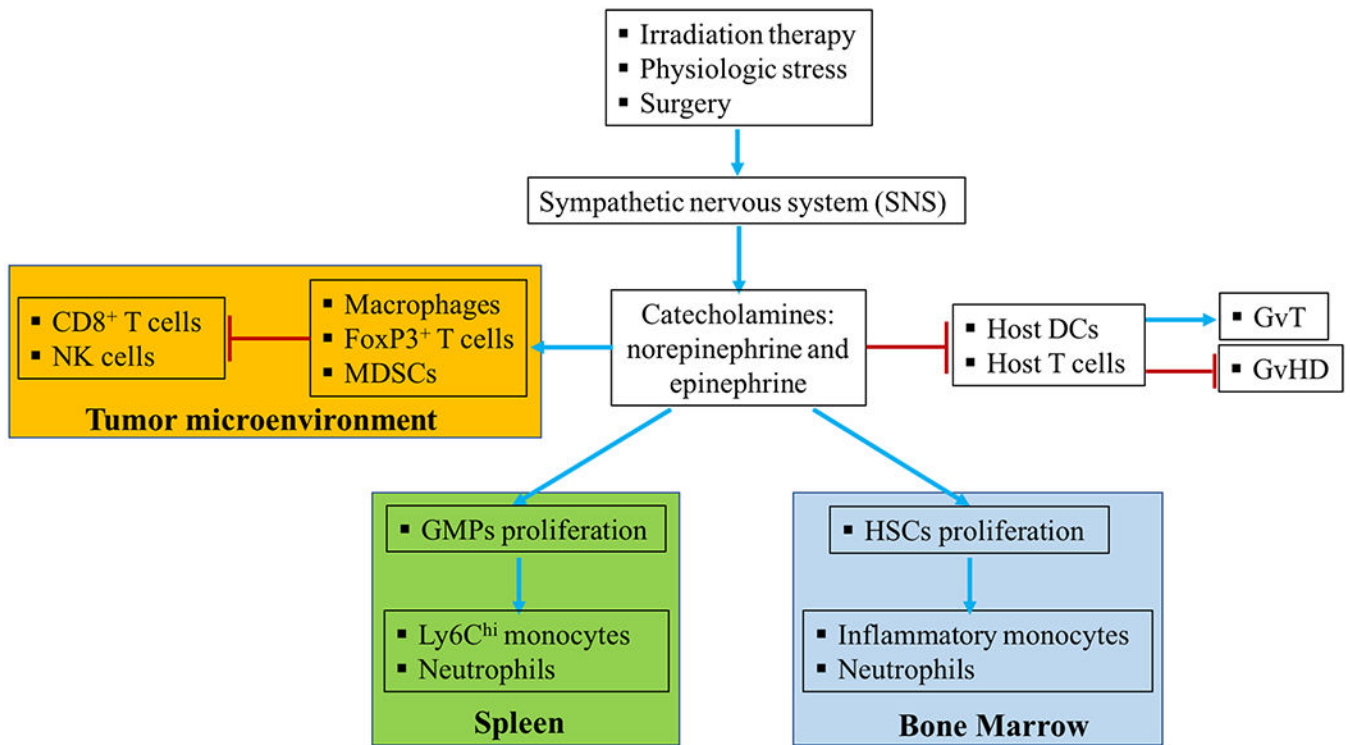 ▪ Irradiation therapy
▪ Physiologic stress
▪ Surgery
Sympathetic nervous system (SNS)
▪ CD8⁺ T cells
▪ NK cells
▪ Macrophages
▪ FoxP3⁺ T cells
▪ MDSCs
Tumor microenvironment
Catecholamines:
norepinephrine and
epinephrine
▪ Host DCs
▪ Host T cells
▪ GvT
▪ GvHD
▪ GMPs proliferation
▪ Ly6Cʰⁱ monocytes
▪ Neutrophils
Spleen
▪ HSCs proliferation
▪ Inflammatory monocytes
▪ Neutrophils
Bone Marrow